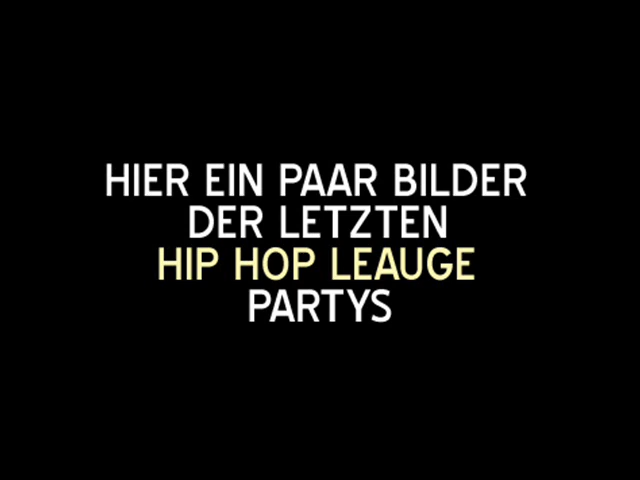 HIER EIN PAAR BILDER
DER LETZTEN
HIP HOP LEAUGE
PARTYS